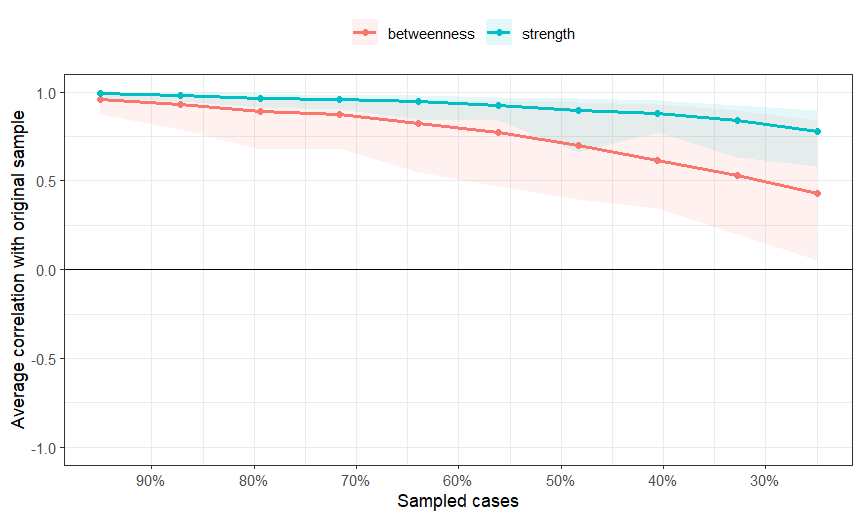 betweenness strength
1.0
0.5
0.0
-0.5
-1.0
Average correlation with original sample
90% 80% 70% 60% 50% 40% 30%
Sampled cases